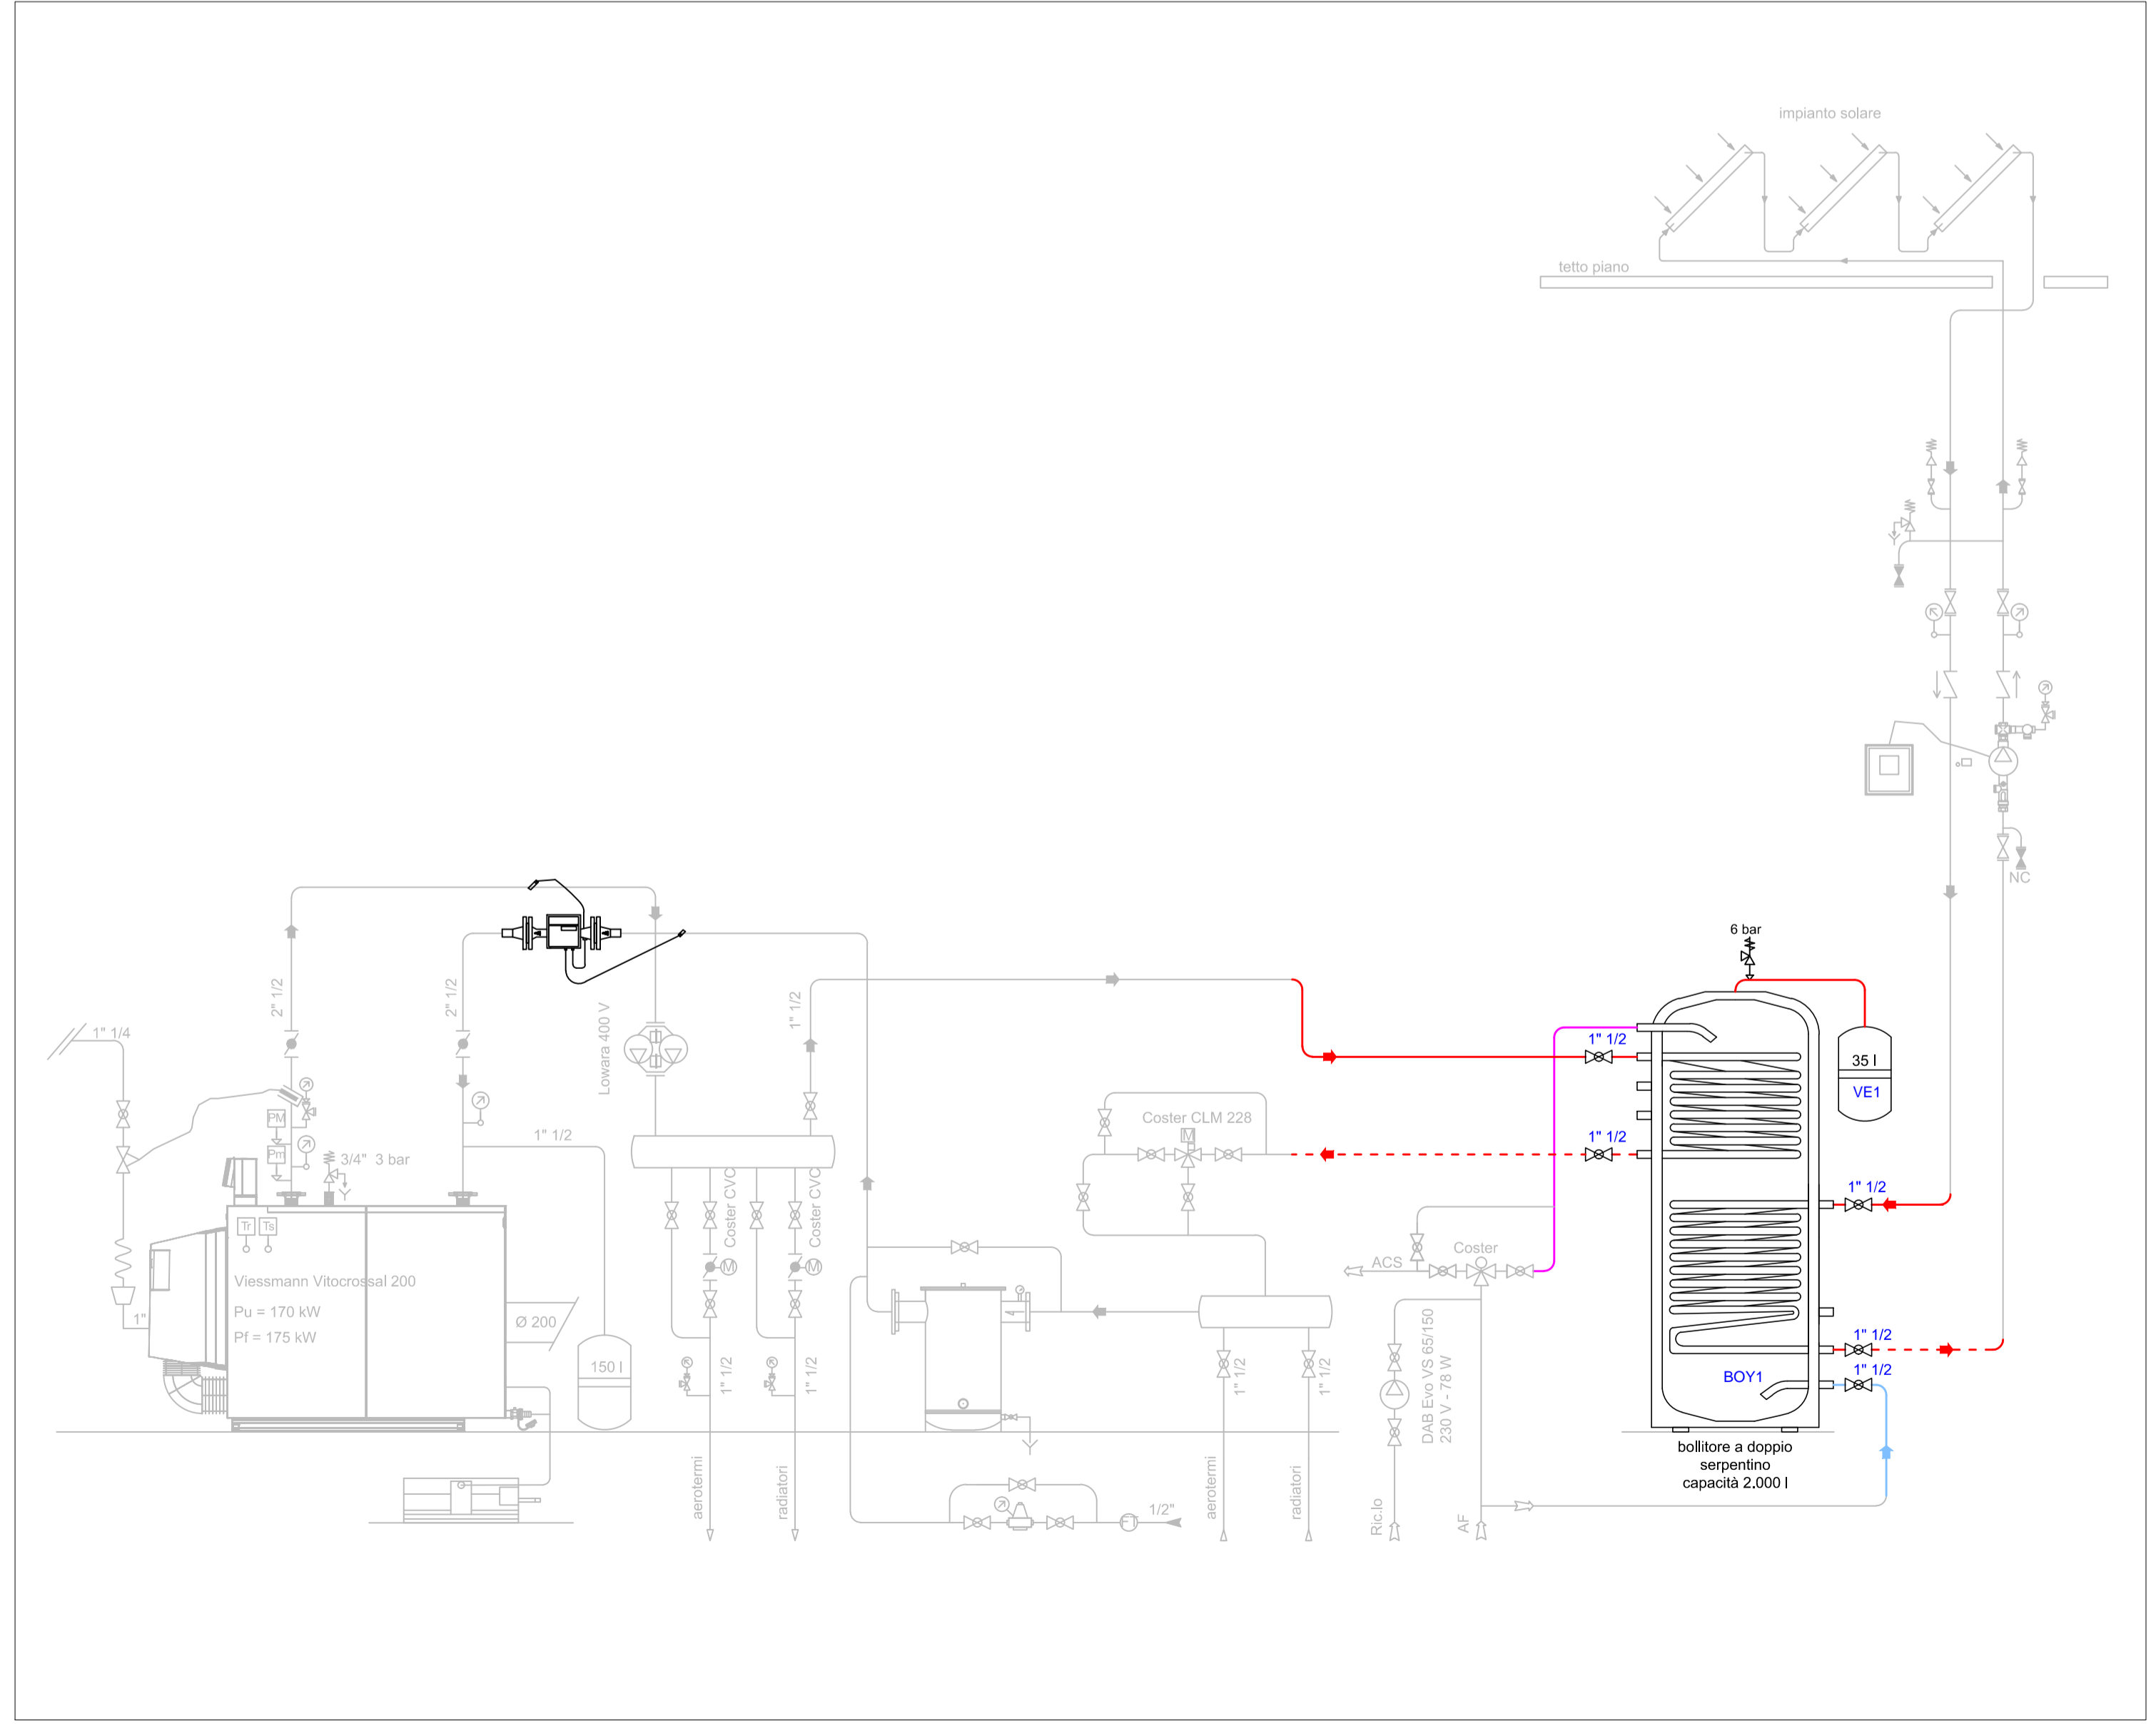 impianto solare
tetto piano
NC
6 bar
2" 1/2
2" 1/2
Lowara 400 V
1" 1/2
1" 1/4
1" 1/2
35 l
VE1
PM
Pm
3/4" 3 bar
1" 1/2
Coster CLM 228
M
1" 1/2
Coster CVC
Coster CVC
1" 1/2
Tr
Ts
Viessmann Vitocrossal 200
Pu = 170 kW
Pf = 175 kW
1"
Ø 200
M
M
ACS
Coster
150 l
1" 1/2
1" 1/2
1" 1/2
1" 1/2
DAB Evo VS 65/150
230 V - 78 W
1" 1/2
1" 1/2
BOY1
bollitore a doppio
serpentino
capacità 2.000 l
aerotermi
radiatori
1/2"
aerotermi
radiatori
Ric.lo
AF